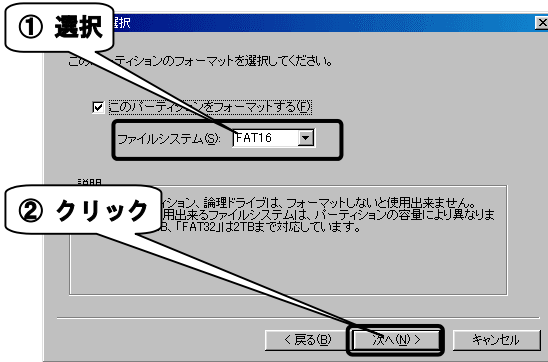 ① 選択
選択
このパーティションのフォーマットを選択してください。
このパーティションをフォーマットする(F)
ファイルシステム(S): FAT16
説明
ィション、論理ドライブは、フォーマットしないと使用出来ません。
② クリック
用出来るファイルシステムは、パーティションの容量により異なりま
B、「FAT32」は2TBまで対応しています。
< 戻る(B) 次へ(N) > キャンセル